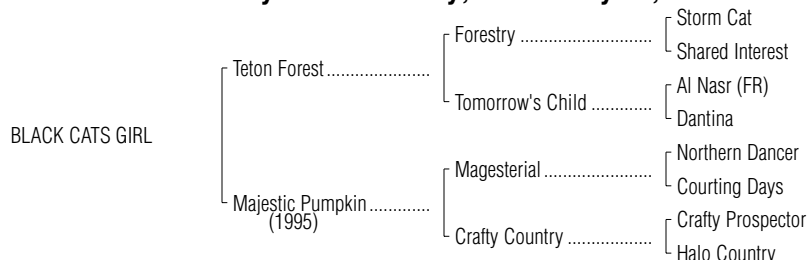 Storm Cat
Forestry
Shared Interest
Teton Forest
Al Nasr (FR)
Tomorrow's Child
Dantina
BLACK CATS GIRL
Northern Dancer
Magesterial
Courting Days
Majestic Pumpkin
(1995)
Crafty Prospector
Crafty Country
Halo Country